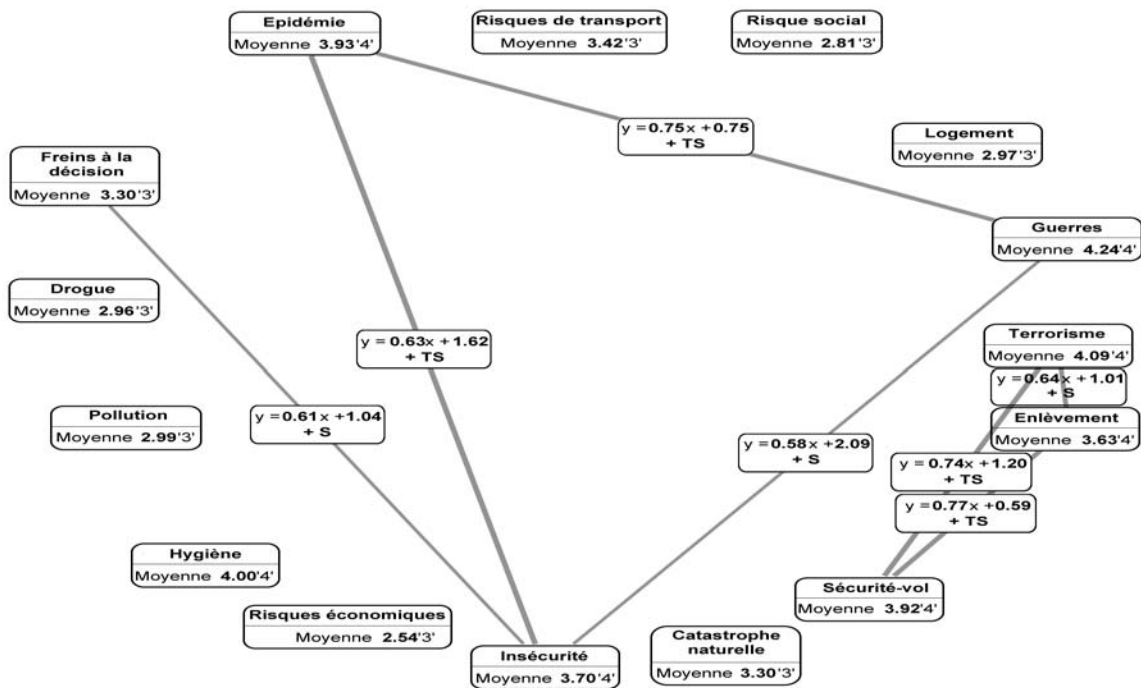 Epidémie
Moyenne 3.93'4'
Risques de transport
Moyenne 3.42'3'
Risque social
Moyenne 2.81'3'
y = 0.75x + 0.75
+ TS
Logement
Moyenne 2.97'3'
Freins à la
décision
Moyenne 3.30'3'
Guerres
Moyenne 4.24'4'
Drogue
Moyenne 2.96'3'
y = 0.63x + 1.62
+ TS
Terrorisme
Moyenne 4.09'4'
y = 0.64x + 1.01
+ S
Pollution
Moyenne 2.99'3'
y = 0.61x + 1.04
+ S
Enlèvement
Moyenne 3.63'4'
y = 0.58x + 2.09
+ S
y = 0.74x + 1.20
+ TS
y = 0.77x + 0.59
+ TS
Hygiène
Moyenne 4.00'4'
Sécurité-vol
Moyenne 3.92'4'
Risques économiques
Moyenne 2.54'3'
Insécurité
Moyenne 3.70'4'
Catastrophe
naturelle
Moyenne 3.30'3'